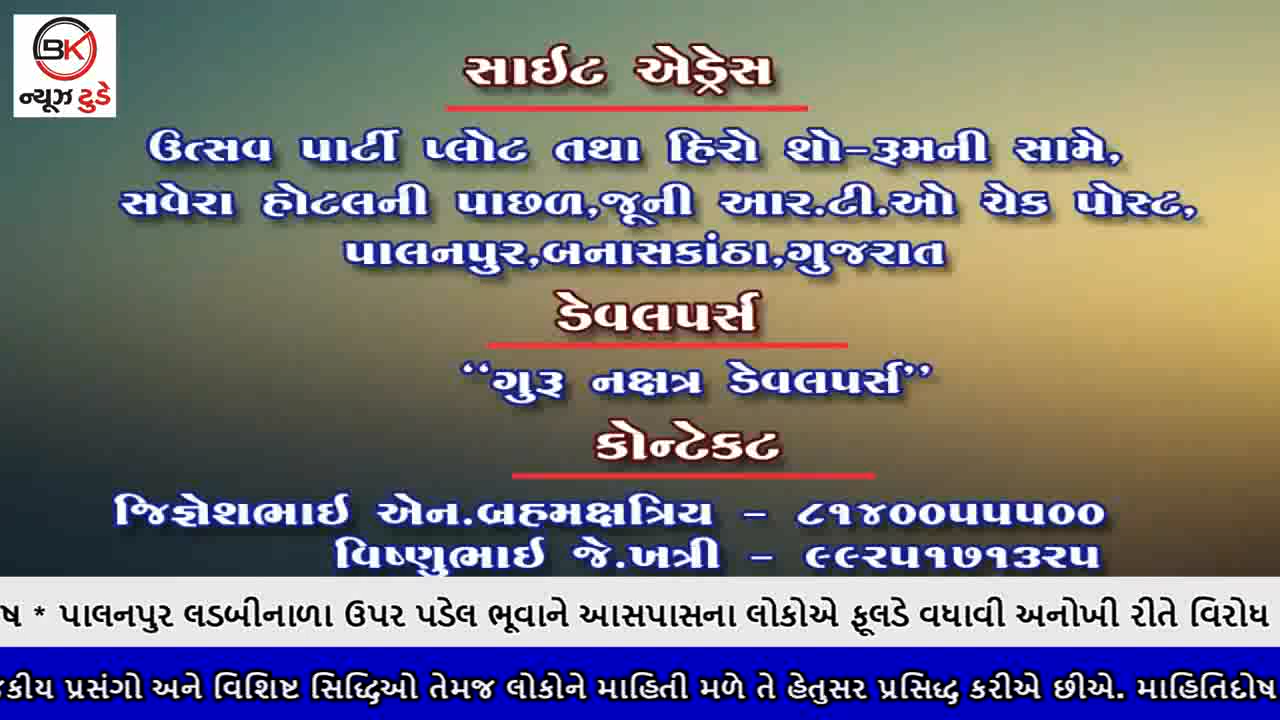 BK
ન્યૂઝ ટુડે
સાઈટ એડ્રેસ
ઉત્સવ પાર્ટી પ્લોટ તથા હિરો શો-રૂમની સામે,
સવેરા હોટલની પાછળ,જૂની આર.ટી.ઓ ચેક પોસ્ટ,
પાલનપુર,બનાસકાંઠા,ગુજરાત
ડેવલપર્સ
“ગુરૂ નક્ષત્ર ડેવલપર્સ”
કોન્ટેકટ
જિજ્ઞેશભાઇ એન.બ્રહમક્ષત્રિય - ૮૧૪૦૦૫૫૫૦૦
વિષ્ણુભાઇ જે.ખત્રી - ૯૯૨૫૧૭૧૩૨૫
ષ * પાલનપુર લડબીનાળા ઉપર પડેલ ભૂવાને આસપાસના લોકોએ ફૂલડે વધાવી અનોખી રીતે વિરોધ
જકીય પ્રસંગો અને વિશિષ્ટ સિદ્ધિઓ તેમજ લોકોને માહિતી મળે તે હેતુસર પ્રસિધ્ધ કરીએ છીએ. માહિતિદોષ